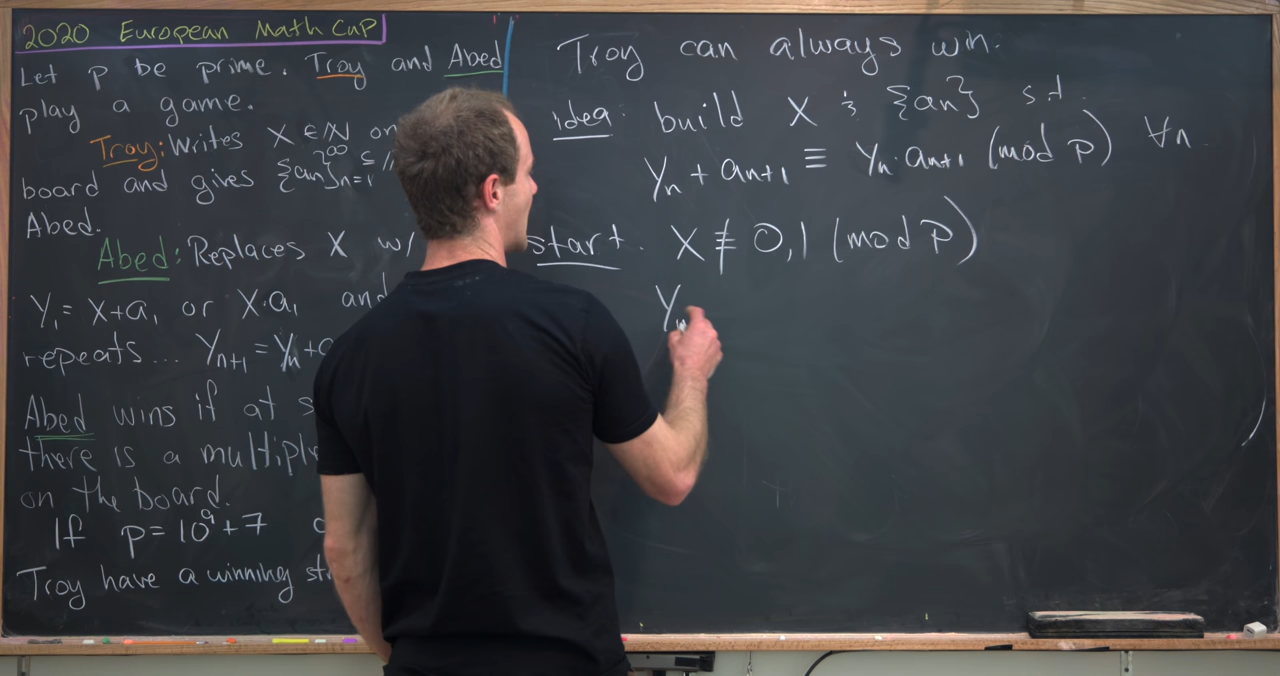 2020 European Math Cup
Let p be prime. Troy and Abed
play a game.
Troy: Writes X ∈ ℕ on
board and gives {an}∞n=1 ⊆
Abed.
Abed: Replaces X w/
Y1 = X+a1 or X·a1 and
repeats... Yn+1 = Yn+
Abed wins if at
there is a
on the board.
If p = 10^9+7
Troy have a winning
Troy can always win.
idea: build X & {an} s.t.
Yn + an+1 ≡ Yn·an+1 (mod p) ∀n
start. X ≢ 0,1 (mod p)
Y